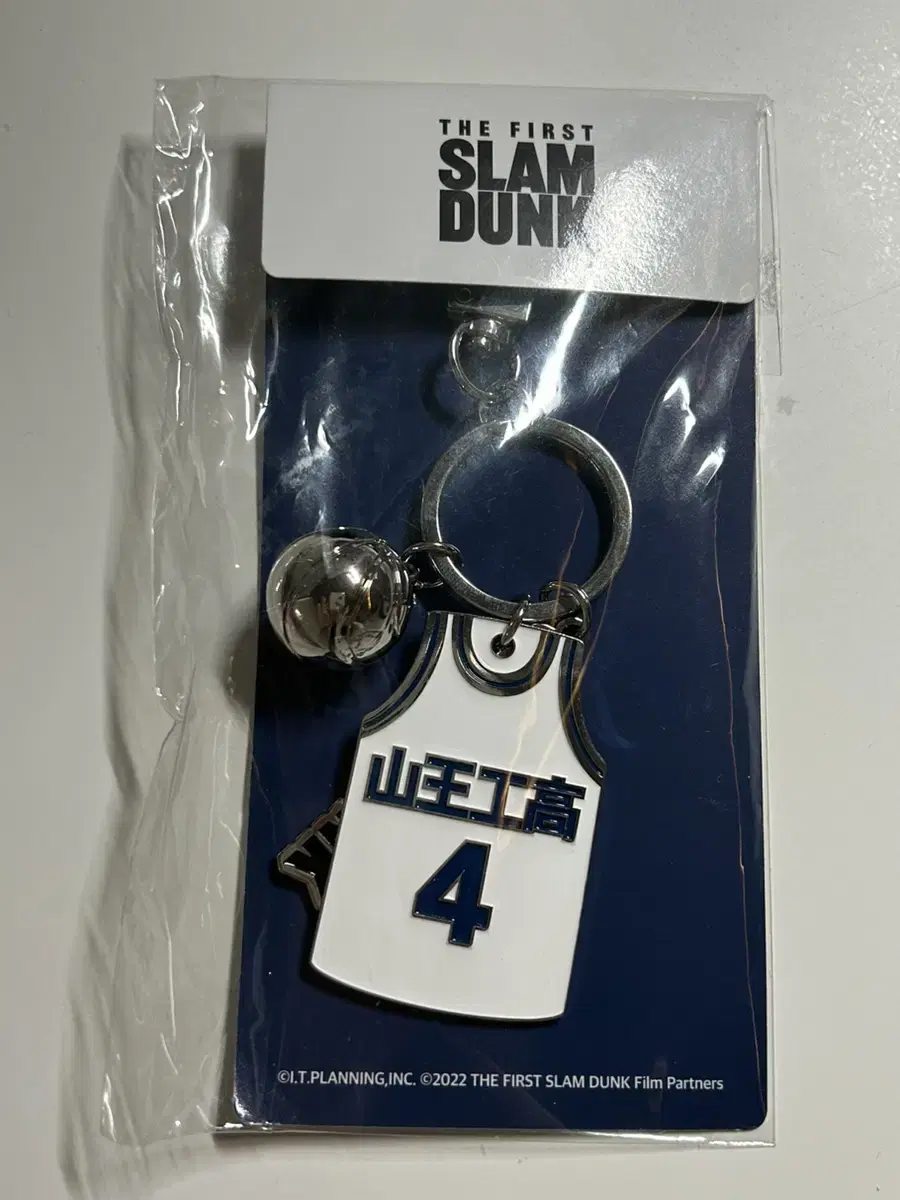 THE FIRST
SLAM
DUNK
山王工高
4
©I.T.PLANNING,INC. ©2022 THE FIRST SLAM DUNK Film Partners